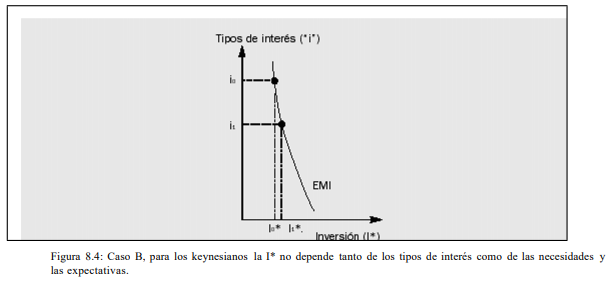 Tipos de interés ("i")
i₀
i₁
EMI
I₀* I₁*.
Inversión (I*)
Figura 8.4: Caso B, para los keynesianos la I* no depende tanto de los tipos de interés como de las necesidades y
las expectativas.